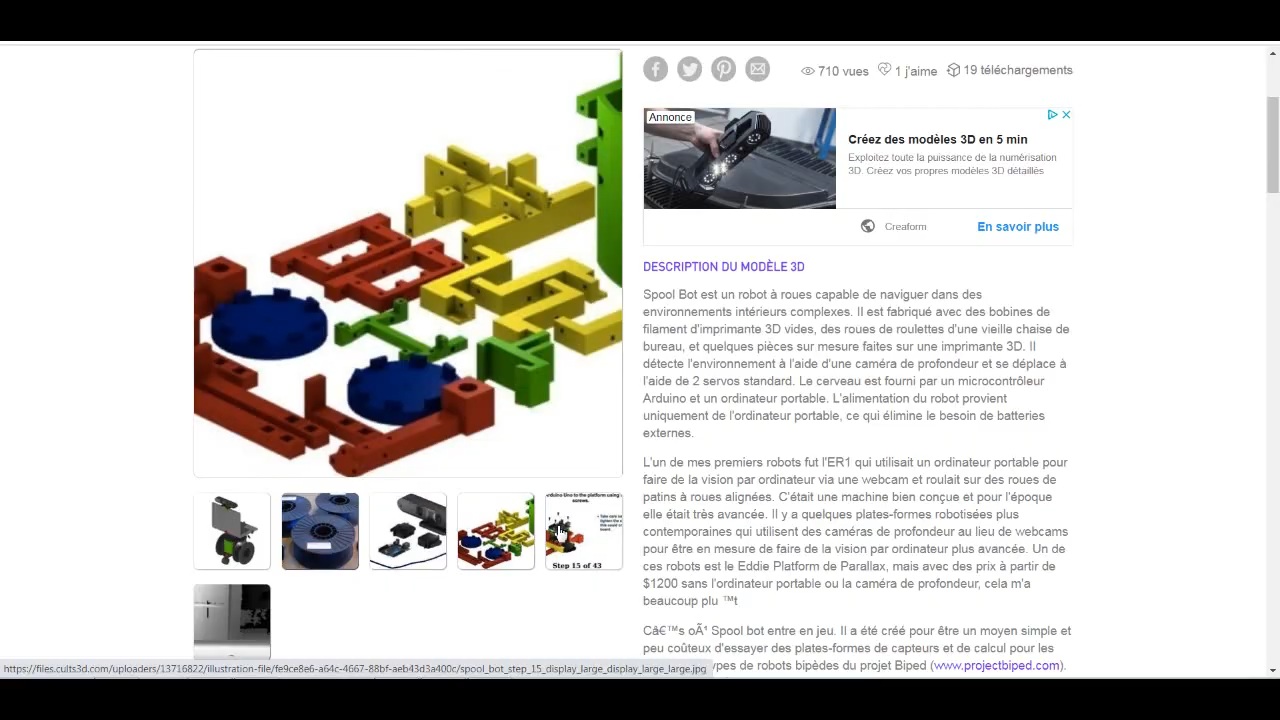 710 vues 1 j'aime 19 téléchargements
Annonce
Créez des modèles 3D en 5 min
Exploitez toute la puissance de la numérisation
3D. Créez vos propres modèles 3D détaillés
Creaform
En savoir plus
DESCRIPTION DU MODÈLE 3D
Spool Bot est un robot à roues capable de naviguer dans des
environnements intérieurs complexes. Il est fabriqué avec des bobines de
filament d'imprimante 3D vides, des roues de roulettes d'une vieille chaise de
bureau, et quelques pièces sur mesure faites sur une imprimante 3D. Il
détecte l'environnement à l'aide d'une caméra de profondeur et se déplace à
l'aide de 2 servos standard. Le cerveau est fourni par un microcontrôleur
Arduino et un ordinateur portable. L'alimentation du robot provient
uniquement de l'ordinateur portable, ce qui élimine le besoin de batteries
externes.
L'un de mes premiers robots fut l'ER1 qui utilisait un ordinateur portable pour
faire de la vision par ordinateur via une webcam et roulait sur des roues de
patins à roues alignées. C'était une machine bien conçue et pour l'époque
elle était très avancée. Il y a quelques plates-formes robotisées plus
contemporaines qui utilisent des caméras de profondeur au lieu de webcams
pour être en mesure de faire de la vision par ordinateur plus avancée. Un de
ces robots est le Eddie Platform de Parallax, mais avec des prix à partir de
$1200 sans l'ordinateur portable ou la caméra de profondeur, cela m'a
beaucoup plu ™t
Câ€™s oÃ¹ Spool bot entre en jeu. Il a été créé pour être un moyen simple et
peu coûteux d'essayer des plates-formes de capteurs et de calcul pour les
ypes de robots bipèdes du projet Biped (www.projectbiped.com).
rduino Uno to the platform using
screws.
Step 15 of 43
https://files.cults3d.com/uploaders/13716822/illustration-file/fe9ce8e6-a64c-4667-88bf-aeb43d3a400c/spool_bot_step_15_display_large_display_large_large.jpg